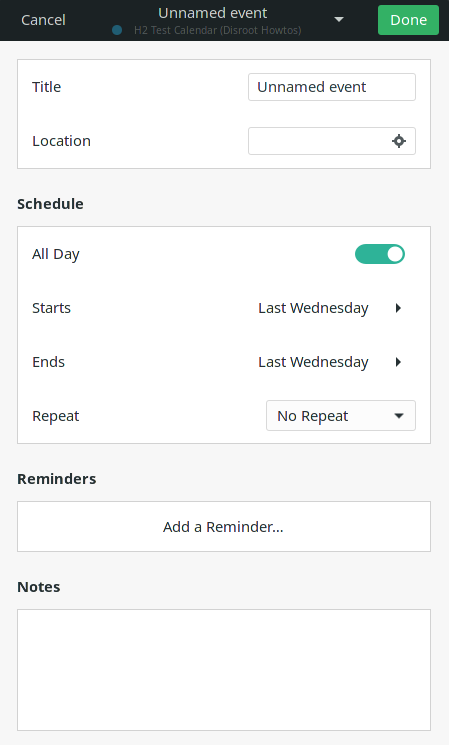 Cancel
Unnamed event
H2 Test Calendar (Disroot Howtos)
Done
Title
Unnamed event
Location
Schedule
All Day
Starts
Last Wednesday
Ends
Last Wednesday
Repeat
No Repeat
Reminders
Add a Reminder...
Notes